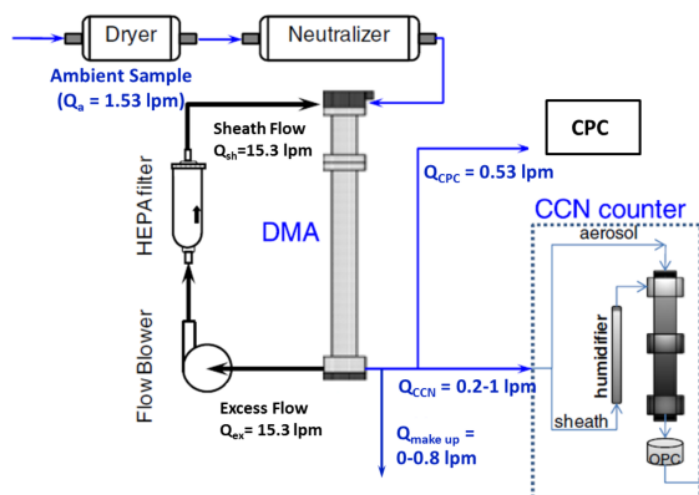 Dryer
Neutralizer
Ambient Sample
(Qa = 1.53 lpm)
Sheath Flow
Qsh=15.3 lpm
HEPAfilter
DMA
CPC
QCPC = 0.53 lpm
CCN counter
aerosol
humidifier
sheath
OPC
Flow Blower
Excess Flow
Qex = 15.3 lpm
QCCN = 0.2-1 lpm
Qmake up =
0-0.8 lpm